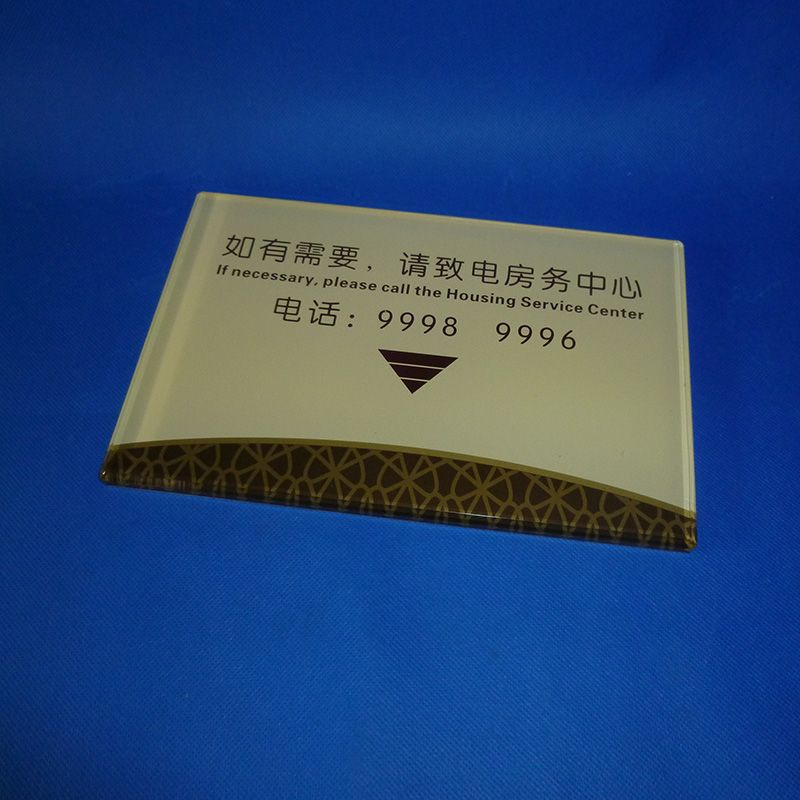 如有需要，请致电房务中心
If necessary, please call the Housing Service Center
电话：9998 9996